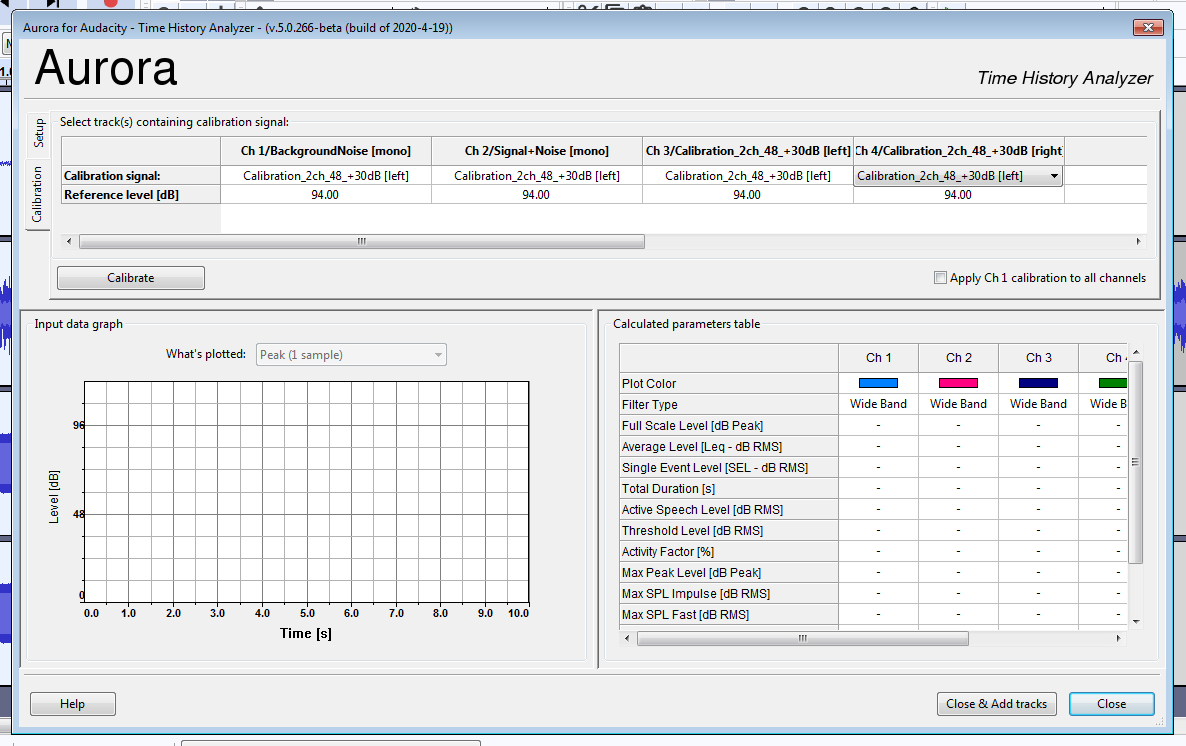 Aurora for Audacity - Time History Analyzer - (v.5.0.266-beta (build of 2020-4-19))
Aurora
Time History Analyzer
Setup
Calibration
Select track(s) containing calibration signal:
Ch 1/BackgroundNoise [mono] Ch 2/Signal+Noise [mono] Ch 3/Calibration_2ch_48_+30dB [left] Ch 4/Calibration_2ch_48_+30dB [right]
Calibration signal: Calibration_2ch_48_+30dB [left] Calibration_2ch_48_+30dB [left] Calibration_2ch_48_+30dB [left] Calibration_2ch_48_+30dB [left]
Reference level [dB] 94.00 94.00 94.00 94.00
Calibrate
Apply Ch 1 calibration to all channels
Input data graph
What's plotted: Peak (1 sample)
96
48
0
Level [dB]
0.0 1.0 2.0 3.0 4.0 5.0 6.0 7.0 8.0 9.0 10.0
Time [s]
Calculated parameters table
Ch 1 Ch 2 Ch 3 Ch
Plot Color
Filter Type Wide Band Wide Band Wide Band Wide B
Full Scale Level [dB Peak] - - - -
Average Level [Leq - dB RMS] - - - -
Single Event Level [SEL - dB RMS] - - - -
Total Duration [s] - - - -
Active Speech Level [dB RMS] - - - -
Threshold Level [dB RMS] - - - -
Activity Factor [%] - - - -
Max Peak Level [dB Peak] - - - -
Max SPL Impulse [dB RMS] - - - -
Max SPL Fast [dB RMS] - - - -
Help
Close & Add tracks
Close